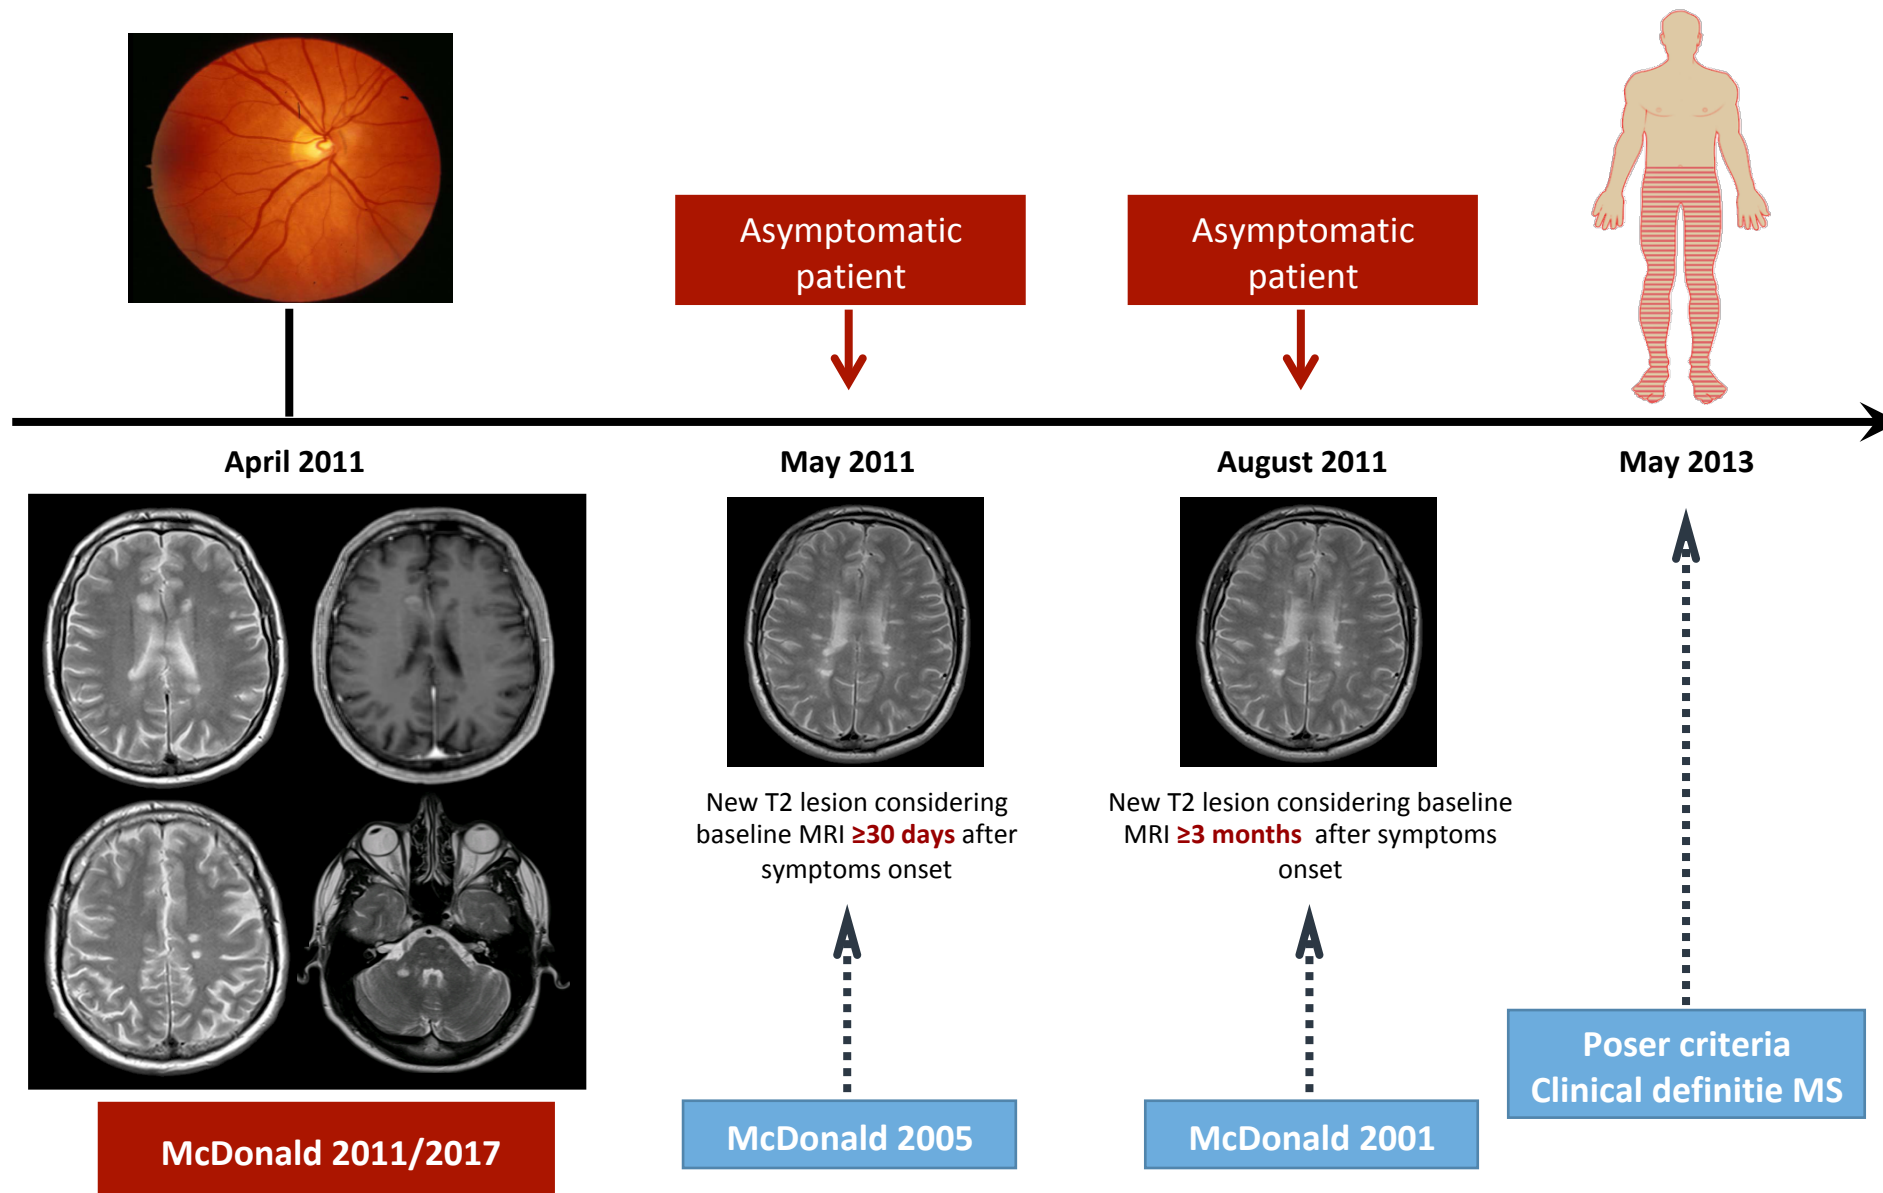 Asymptomatic
patient
Asymptomatic
patient
April 2011
May 2011
August 2011
May 2013
New T2 lesion considering
baseline MRI ≥30 days after
symptoms onset
New T2 lesion considering baseline
MRI ≥3 months after symptoms
onset
Poser criteria
Clinical definitie MS
McDonald 2011/2017
McDonald 2005
McDonald 2001